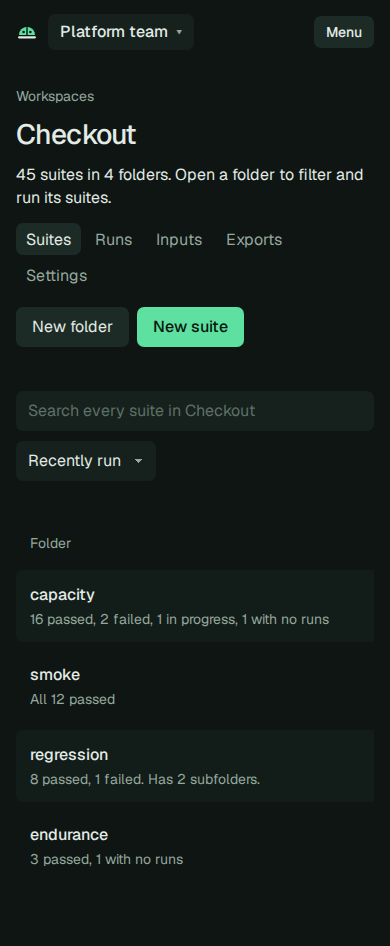 Platform team
Menu
Workspaces
Checkout
45 suites in 4 folders. Open a folder to filter and
run its suites.
Suites Runs Inputs Exports
Settings
New folder New suite
Search every suite in Checkout
Recently run
Folder
capacity
16 passed, 2 failed, 1 in progress, 1 with no runs
smoke
All 12 passed
regression
8 passed, 1 failed. Has 2 subfolders.
endurance
3 passed, 1 with no runs